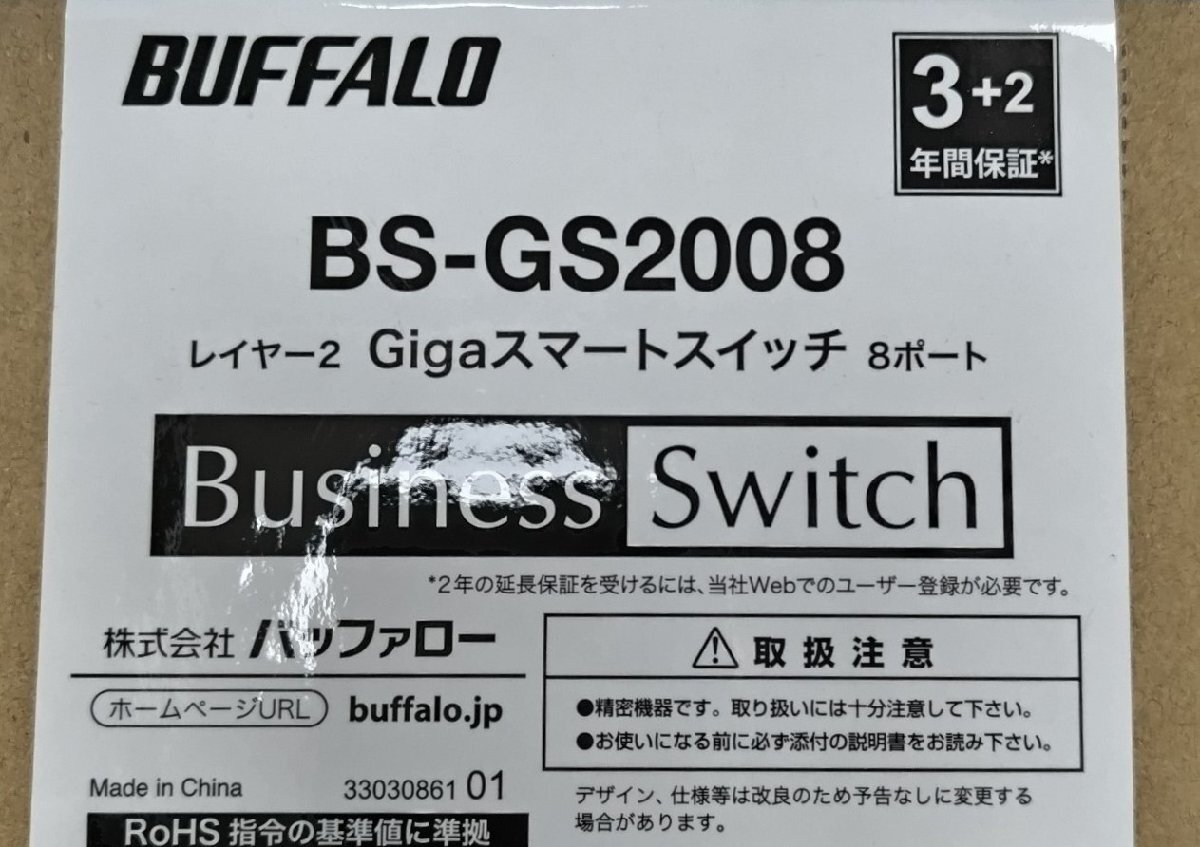 BUFFALO
3+2
年間保証*
BS-GS2008
レイヤー2 Gigaスマートスイッチ 8ポート
Business Switch
*2年の延長保証を受けるには、当社Webでのユーザー登録が必要です。
株式会社 バッファロー
ホームページURL buffalo.jp
Made in China 33030861 01
RoHS 指令の基準値に準拠
⚠取扱注意
●精密機器です。取り扱いには十分注意して下さい。
●お使いになる前に必ず添付の説明書をお読み下さい。
デザイン、仕様等は改良のため予告なしに変更する
場合があります。